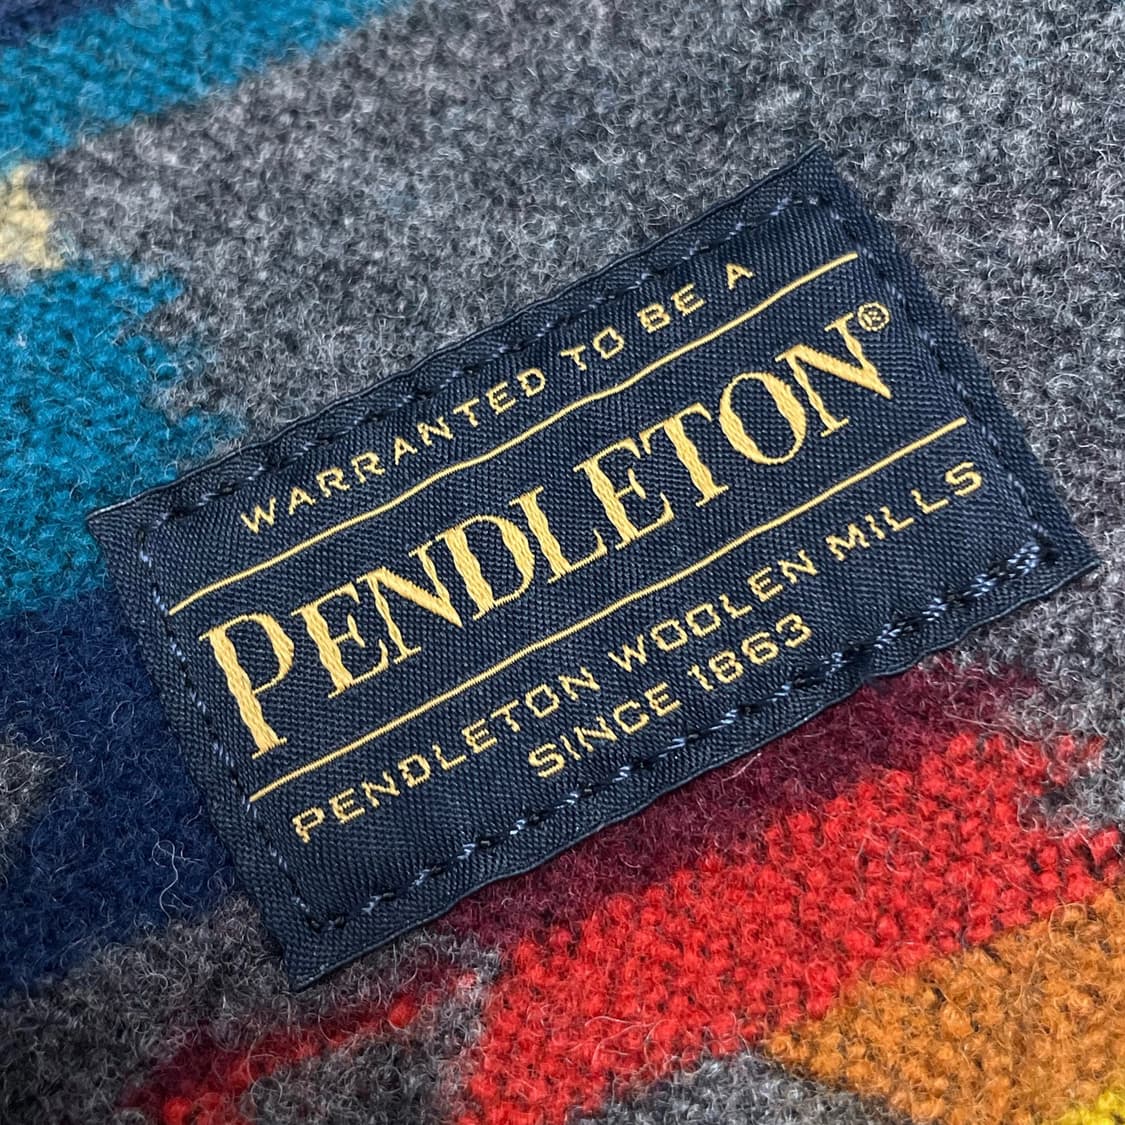 WARRANTED TO BE A
PENDLETON®
PENDLETON WOOLEN MILLS
SINCE 1863